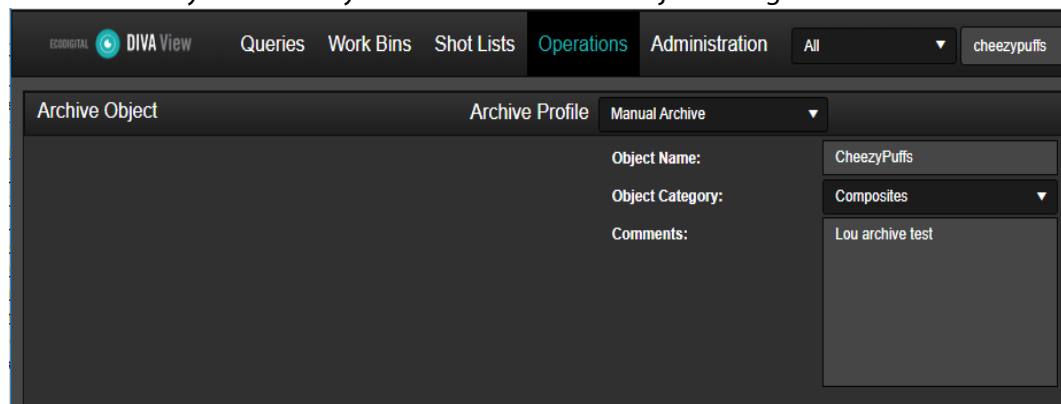 ECODIGITAL DIVA View Queries Work Bins Shot Lists Operations Administration All cheezypuffs
Archive Object Archive Profile Manual Archive
Object Name: CheezyPuffs
Object Category: Composites
Comments: Lou archive test